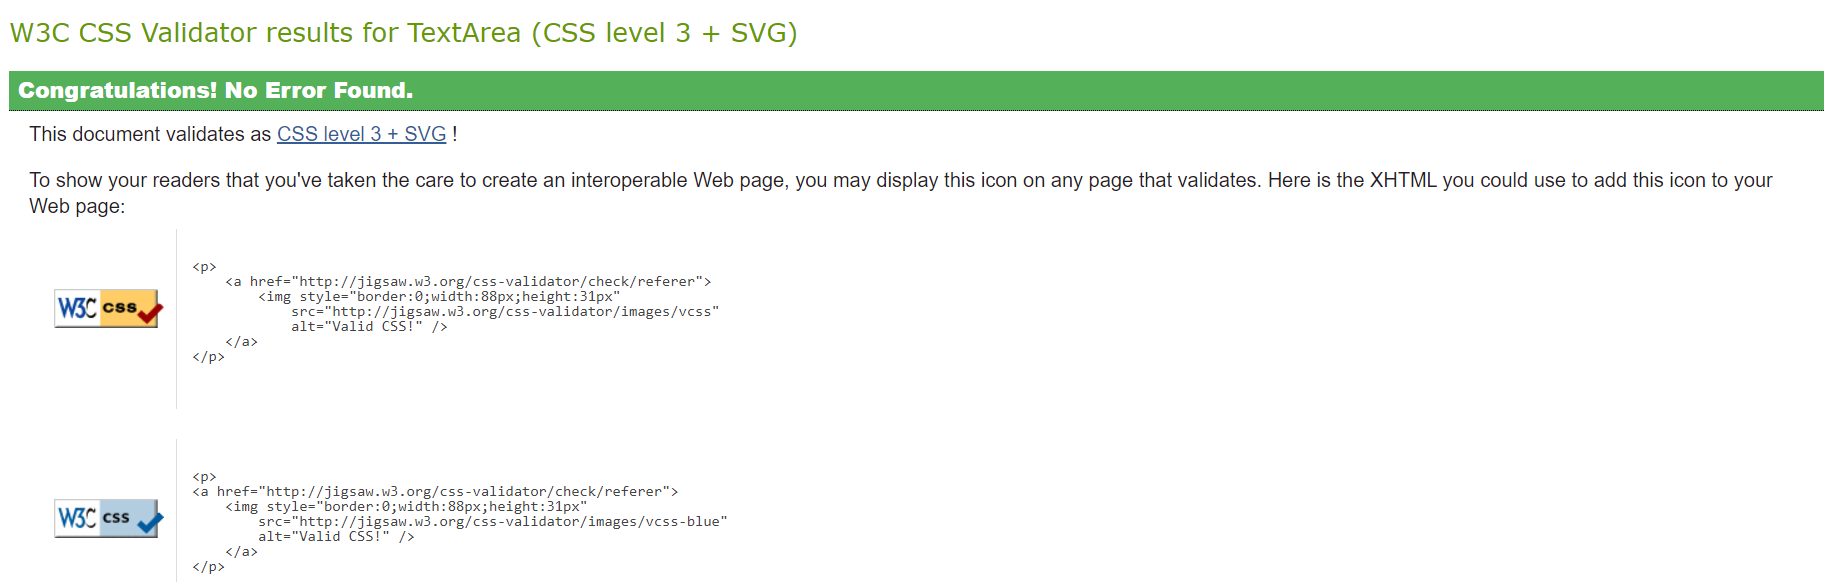 W3C CSS Validator results for TextArea (CSS level 3 + SVG)
Congratulations! No Error Found.
This document validates as CSS level 3 + SVG !
To show your readers that you've taken the care to create an interoperable Web page, you may display this icon on any page that validates. Here is the XHTML you could use to add this icon to your
Web page:
W3C css
<p>
<a href="http://jigsaw.w3.org/css-validator/check/referer">
<img style="border:0;width:88px;height:31px"
src="http://jigsaw.w3.org/css-validator/images/vcss"
alt="Valid CSS!" />
</a>
</p>
W3C css
<p>
<a href="http://jigsaw.w3.org/css-validator/check/referer">
<img style="border:0;width:88px;height:31px"
src="http://jigsaw.w3.org/css-validator/images/vcss-blue"
alt="Valid CSS!" />
</a>
</p>